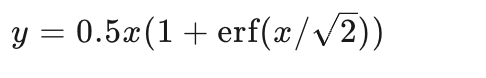 y = 0.5x(1 + erf(x/√2))